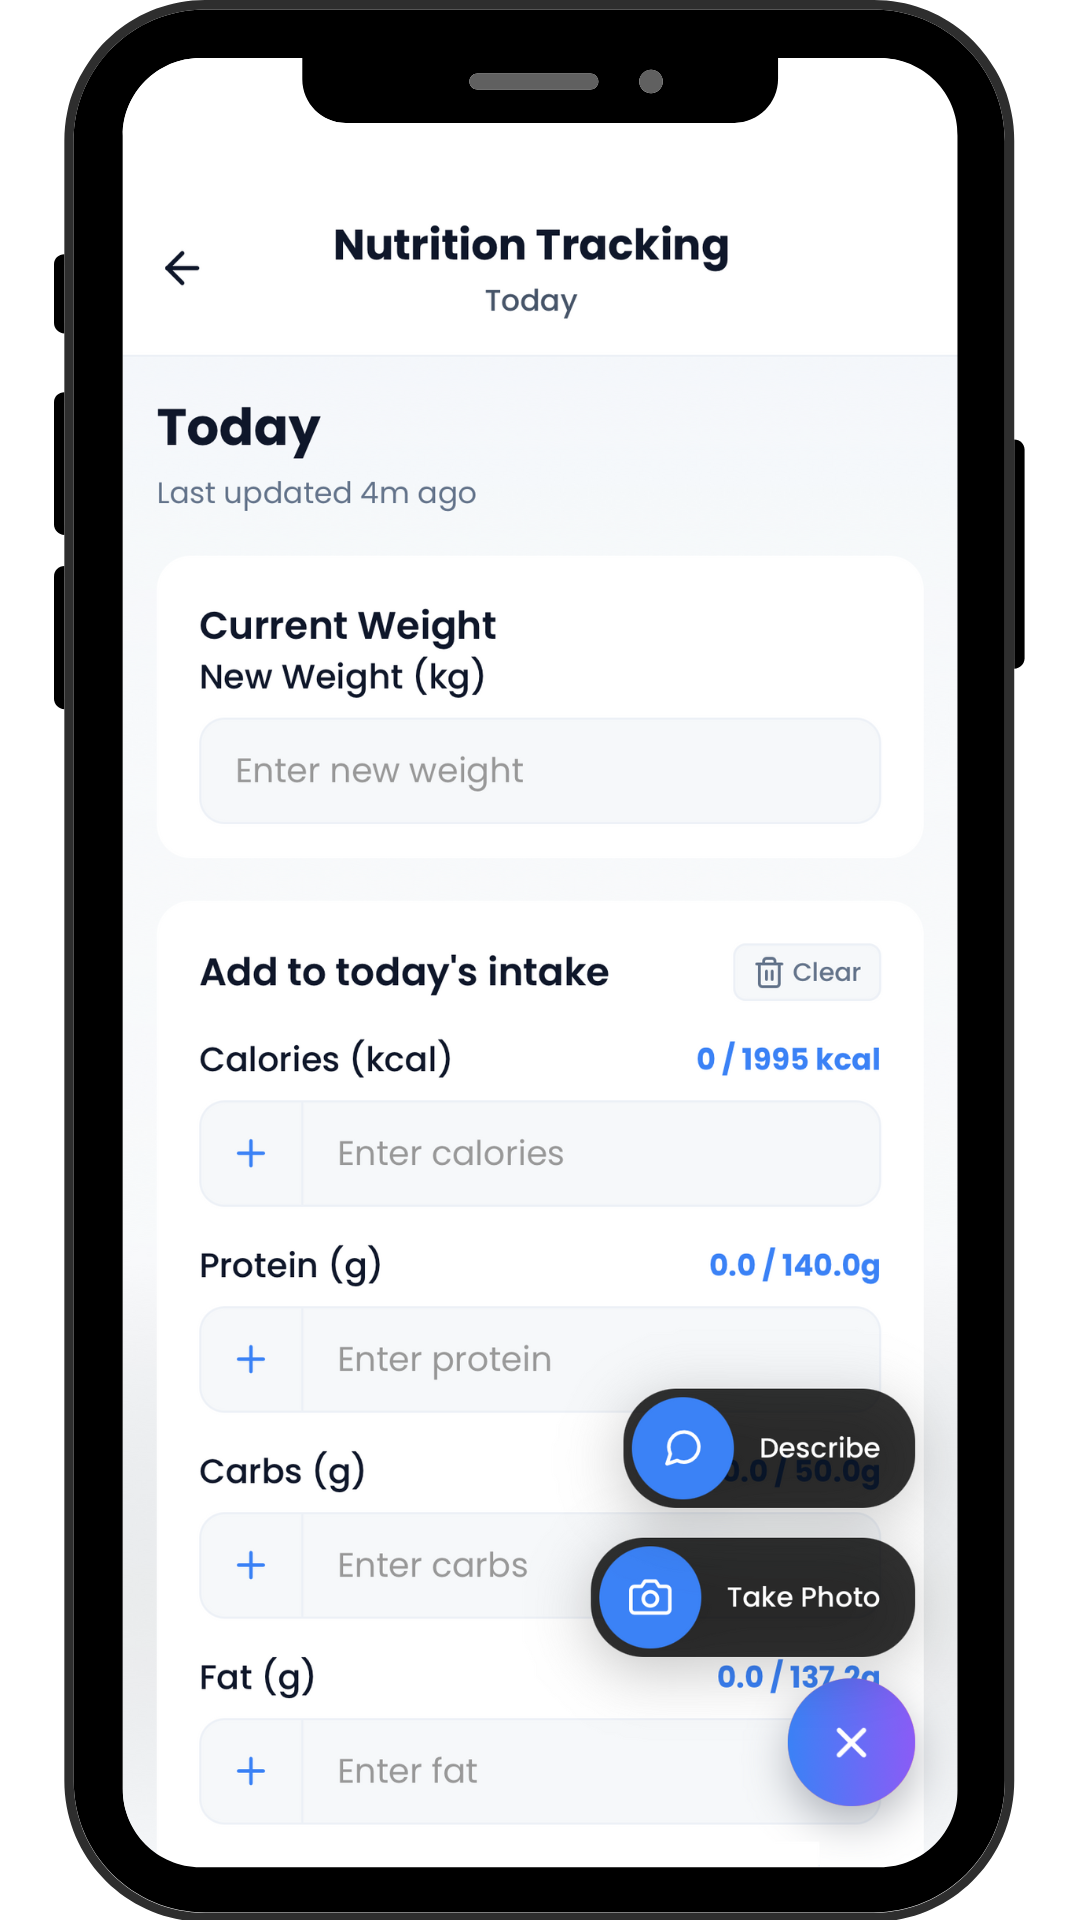 Nutrition Tracking
Today
Today
Last updated 4m ago
Current Weight
New Weight (kg)
Enter new weight
Add to today's intake
Clear
Calories (kcal)
0 / 1995 kcal
Enter calories
Protein (g)
0.0 / 140.0g
Enter protein
Describe
Carbs (g)
0.0 / 50.0g
Enter carbs
Take Photo
Fat (g)
0.0 / 137.2g
Enter fat